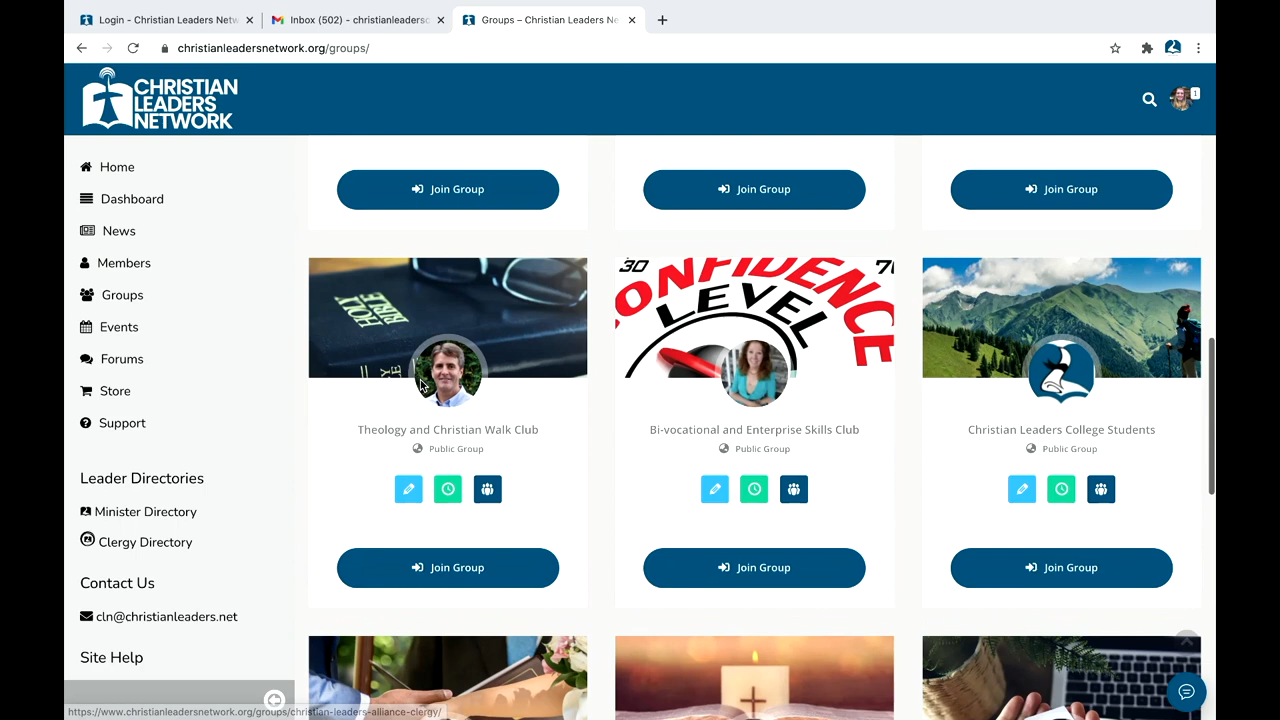 Login - Christian Leaders Netw
Inbox (502) - christianleadersc
Groups – Christian Leaders Ne
christianleadersnetwork.org/groups/
CHRISTIAN
LEADERS
NETWORK
1
Home
Dashboard
News
Members
Groups
Events
Forums
Store
Support
Leader Directories
Minister Directory
Clergy Directory
Contact Us
cln@christianleaders.net
Site Help
Join Group
Join Group
Join Group
HOLY
BIBLE
30
70
ONFIDENCE
LEVEL
Theology and Christian Walk Club
Public Group
Bi-vocational and Enterprise Skills Club
Public Group
Christian Leaders College Students
Public Group
Join Group
Join Group
Join Group
https://www.christianleadersnetwork.org/groups/christian-leaders-alliance-clergy/